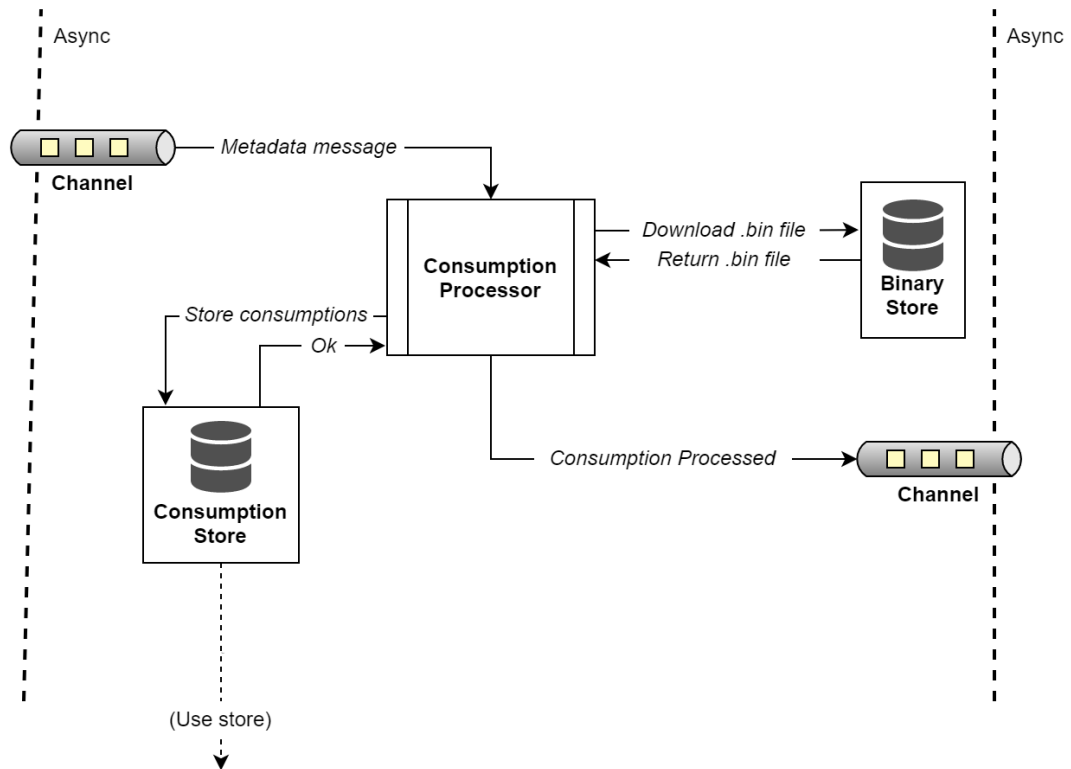 Async
Async
Metadata message
Channel
Download .bin file
Return .bin file
Consumption
Processor
Binary
Store
Store consumptions
Ok
Consumption Processed
Channel
Consumption
Store
(Use store)